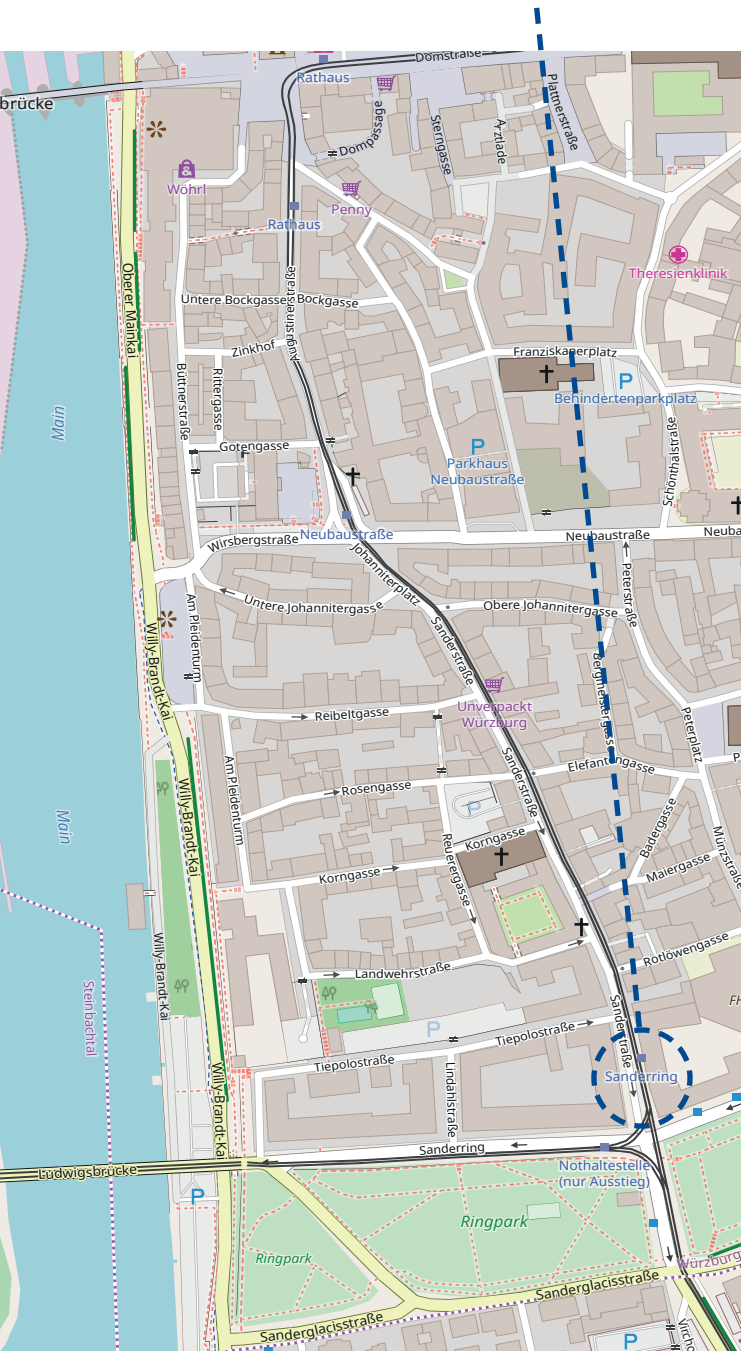 Domstraße
Rathaus
brücke
Plattnerstraße
Dompassage
Sterngasse
Ärztlade
Wöhrl
Penny
Rathaus
Theresienklinik
Oberer Mainkai
Untere Bockgasse
Bockgasse
Augustinerstraße
Zinkhof
Franziskanerplatz
P
Behindertenparkplatz
Büttnerstraße
Rittergasse
Main
Gotengasse
P
Parkhaus
Neubaustraße
Schönthalstraße
Wirsbergstraße
Neubaustraße
Neubaustraße
Neuba
Johanniterplatz
Peterstraße
Am Pleidenturm
Untere Johannitergasse
Obere Johannitergasse
Sanderstraße
Willy-Brandt-Kai
Bergmeistergasse
Unverpackt
Würzburg
Reibeltgasse
Peterplatz
Am Pleidenturm
Sanderstraße
Elefantengasse
P
Willy-Brandt-Kai
Rosengasse
P
Main
Badergasse
Münzstraße
Reuerergasse
Korngasse
Korngasse
Maiergasse
Willy-Brandt-Kai
Rotlöwengasse
Landwehrstraße
Steinbachtal
FH
Sanderstraße
P
Tiepolostraße
Tiepolostraße
Sanderring
Willy-Brandt-Kai
Lindahlstraße
Sanderring
Ludwigsbrücke
Nothaltestelle
(nur Ausstieg)
P
Ringpark
Ringpark
Würzburg
Sanderglacisstraße
Sanderglacisstraße
P
Vircho